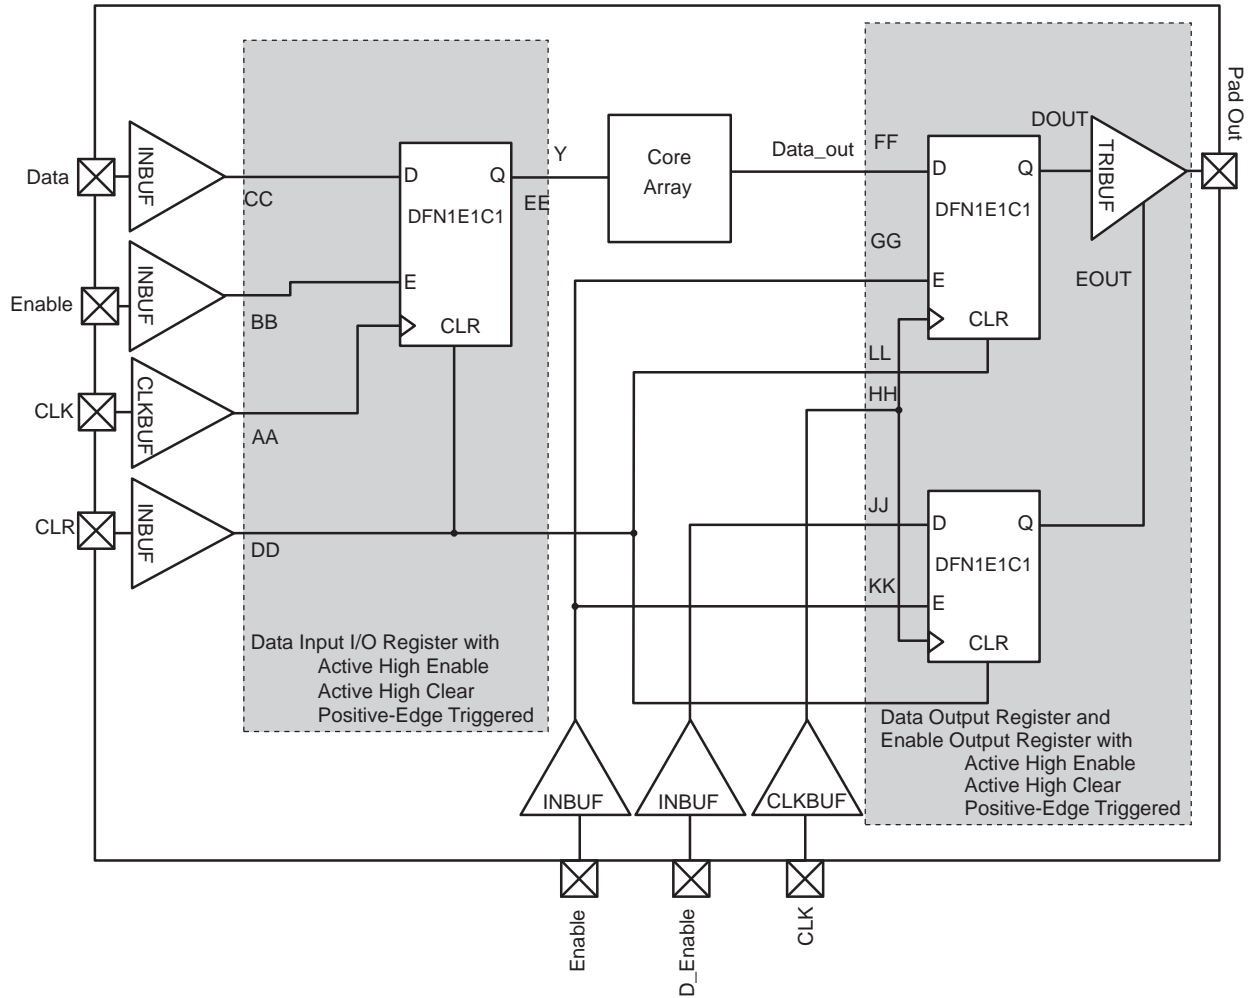 Data
INBUF
CC
Enable
INBUF
BB
CLK
CLKBUF
AA
CLR
INBUF
DD
D
Q
DFN1E1C1
E
CLR
Y
EE
Core
Array
Data_out
FF
GG
D
Q
DFN1E1C1
E
CLR
LL
HH
DOUT
TRIBUF
EOUT
Pad Out
JJ
D
Q
DFN1E1C1
KK
E
CLR
Data Input I/O Register with
Active High Enable
Active High Clear
Positive-Edge Triggered
Data Output Register and
Enable Output Register with
Active High Enable
Active High Clear
Positive-Edge Triggered
INBUF
INBUF
CLKBUF
Enable
D_Enable
CLK